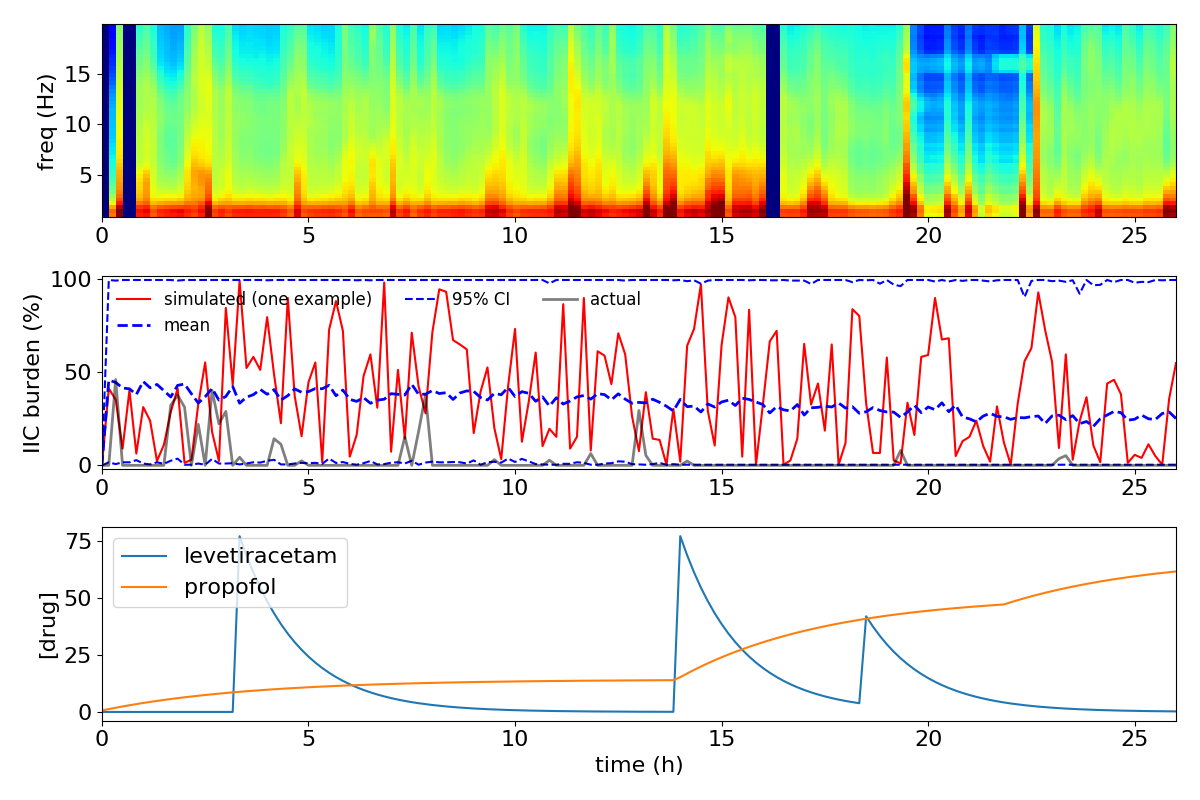 freq (Hz)
15
10
5
0 5 10 15 20 25
IIC burden (%)
100
50
0
simulated (one example) 95% CI actual
mean
0 5 10 15 20 25
[drug]
75
50
25
0
levetiracetam
propofol
0 5 10 15 20 25
time (h)